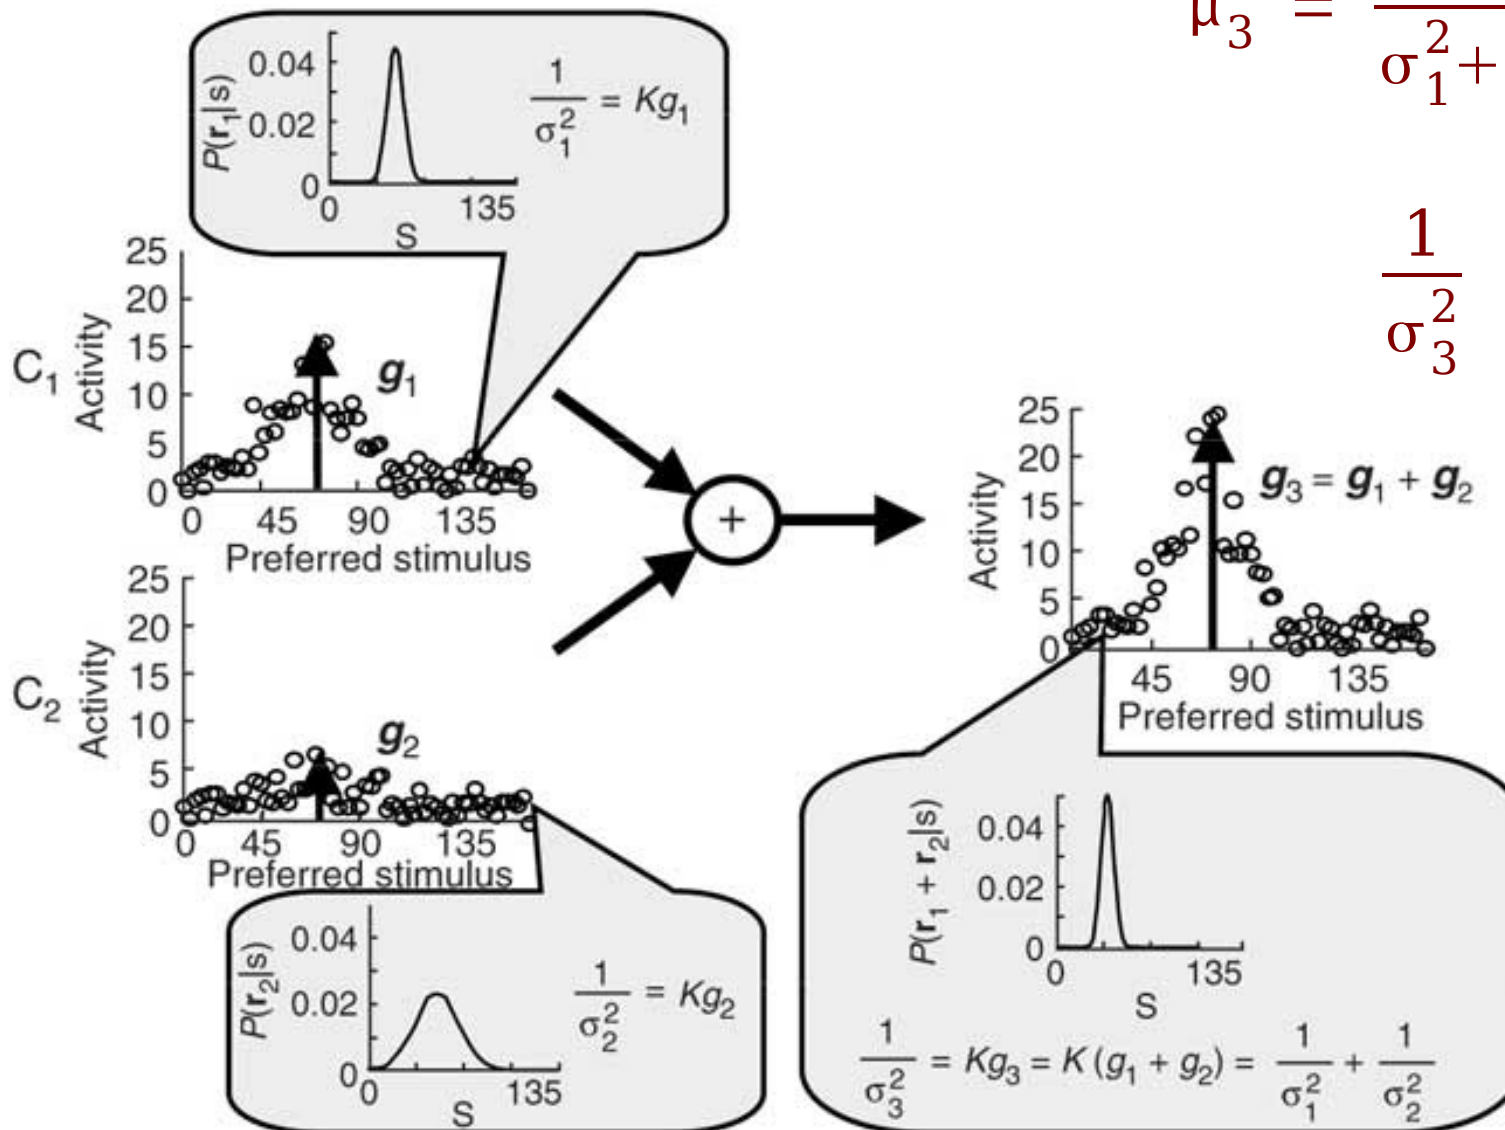 μ₃ =
σ₁² +
1
σ₃²
0.04
0.02
0
P(r₁|s)
0 135
S
1
σ₁² = Kg₁
C₁
Activity
25
20
15
10
5
0
g₁
0 45 90 135
Preferred stimulus
C₂
Activity
25
20
15
10
5
0
g₂
0 45 90 135
Preferred stimulus
P(r₂|s)
0.04
0.02
0
0 135
S
1
σ₂² = Kg₂
+
Activity
25
20
15
10
5
0
g₃ = g₁ + g₂
45 90 135
Preferred stimulus
P(r₁ + r₂|s)
0.04
0.02
0
0 135
S
1/σ₃² = Kg₃ = K(g₁ + g₂) = 1/σ₁² + 1/σ₂²